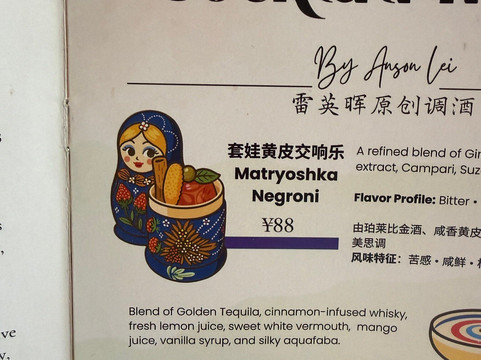 By Anson Lei
雷英晖原创调酒
套娃黄皮交响乐
Matryoshka
Negroni
¥88
A refined blend of Gin
extract, Campari, Suz
Flavor Profile: Bitter •
由珀莱比金酒、咸香黄皮
美思调
风味特征：苦感・咸鲜・
Blend of Golden Tequila, cinnamon-infused whisky,
fresh lemon juice, sweet white vermouth, mango
juice, vanilla syrup, and silky aquafaba.
ve